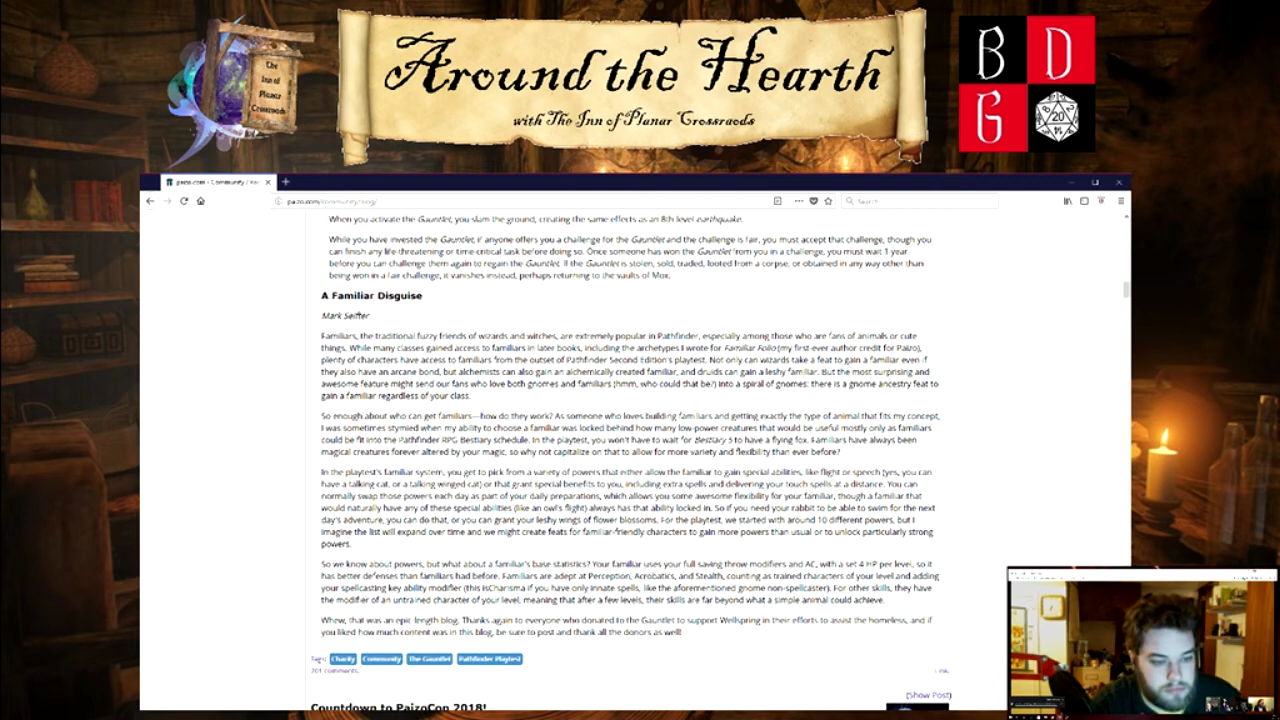 The
Inn of
Planar
Crossroads
Around the Hearth
with The Inn of Planar Crossraods
B D
G 20
paizo.com - Community /
paizo.com/community/blog/
Search
When you activate the Gauntlet, you slam the ground, creating the same effects as an 8th level earthquake.
While you have invested the Gauntlet, if anyone offers you a challenge for the Gauntlet and the challenge is fair, you must accept that challenge, though you
can finish any life-threatening or time-critical task before doing so. Once someone has won the Gauntlet from you in a challenge, you must wait 1 year
before you can challenge them again to regain the Gauntlet. If the Gauntlet is stolen, sold, traded, looted from a corpse, or obtained in any way other than
being won in a fair challenge, it vanishes instead, perhaps returning to the vaults of Mox.
A Familiar Disguise
Mark Seifter
Familiars, the traditional fuzzy friends of wizards and witches, are extremely popular in Pathfinder, especially among those who are fans of animals or cute
things. While many classes gained access to familiars in later books, including the archetypes I wrote for Familiar Folio (my first-ever author credit for Paizo),
plenty of characters have access to familiars from the outset of Pathfinder Second Edition's playtest. Not only can wizards take a feat to gain a familiar even if
they also have an arcane bond, but alchemists can also gain an alchemically created familiar, and druids can gain a leshy familiar. But the most surprising and
awesome feature might send our fans who love both gnomes and familiars (hmm, who could that be?) into a spiral of gnomes: there is a gnome ancestry feat to
gain a familiar regardless of your class.
So enough about who can get familiars—how do they work? As someone who loves building familiars and getting exactly the type of animal that fits my concept,
I was sometimes stymied when my ability to choose a familiar was locked behind how many low-power creatures that would be useful mostly only as familiars
could be fit into the Pathfinder RPG Bestiary schedule. In the playtest, you won't have to wait for Bestiary 5 to have a flying fox. Familiars have always been
magical creatures forever altered by your magic, so why not capitalize on that to allow for more variety and flexibility than ever before?
In the playtest's familiar system, you get to pick from a variety of powers that either allow the familiar to gain special abilities, like flight or speech (yes, you can
have a talking cat, or a talking winged cat) or that grant special benefits to you, including extra spells and delivering your touch spells at a distance. You can
normally swap those powers each day as part of your daily preparations, which allows you some awesome flexibility for your familiar, though a familiar that
would naturally have any of these special abilities (like an owl's flight) always has that ability locked in. So if you need your rabbit to be able to swim for the next
day's adventure, you can do that, or you can grant your leshy wings of flower blossoms. For the playtest, we started with around 10 different powers, but I
imagine the list will expand over time and we might create feats for familiar-friendly characters to gain more powers than usual or to unlock particularly strong
powers.
So we know about powers, but what about a familiar's base statistics? Your familiar uses your full saving throw modifiers and AC, with a set 4 HP per level, so it
has better defenses than familiars had before. Familiars are adept at Perception, Acrobatics, and Stealth, counting as trained characters of your level and adding
your spellcasting key ability modifier (this isCharisma if you have only innate spells, like the aforementioned gnome non-spellcaster). For other skills, they have
the modifier of an untrained character of your level, meaning that after a few levels, their skills are far beyond what a simple animal could achieve.
Whew, that was an epic length blog. Thanks again to everyone who donated to the Gauntlet to support Wellspring in their efforts to assist the homeless, and if
you liked how much content was in this blog, be sure to post and thank all the donors as well!
Tags: Charity Community The Gauntlet Pathfinder Playtest
201 comments. Link.
(Show Post)
Countdown to PaizoCon 2018!